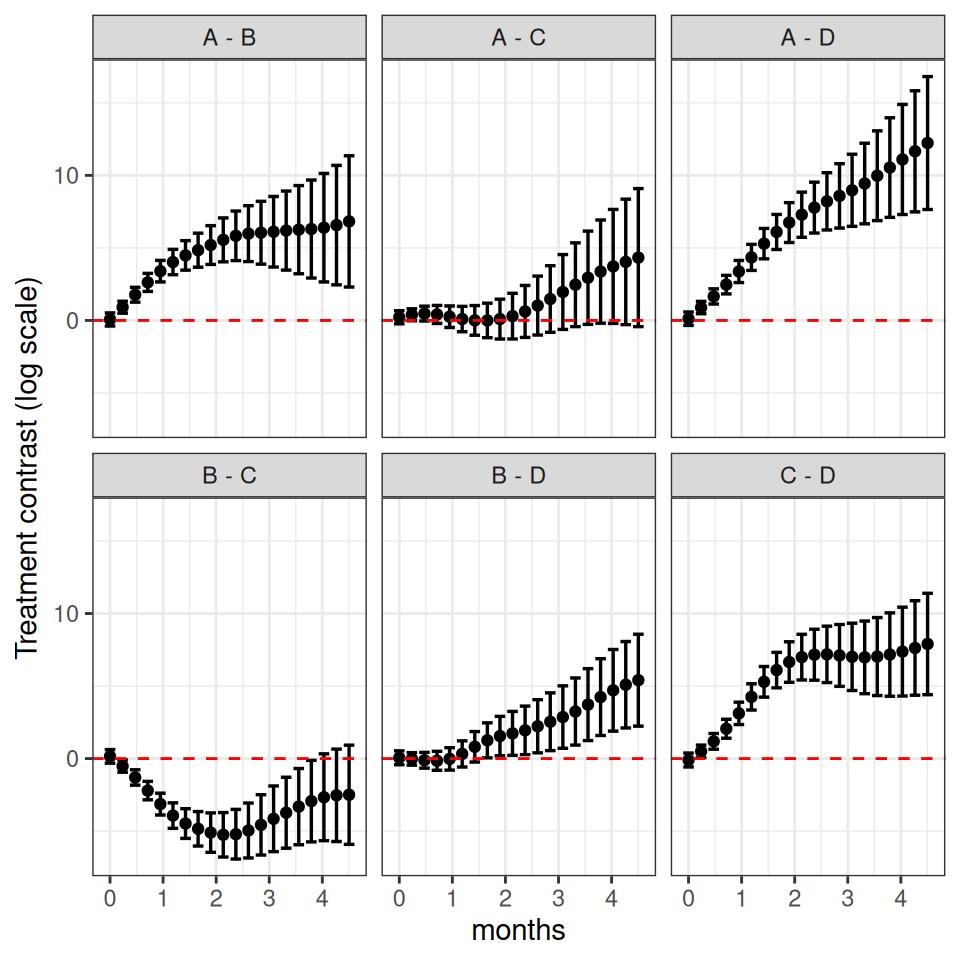 A - B
A - C
A - D
10
0
B - C
B - D
C - D
10
0
0 1 2 3 4
0 1 2 3 4
0 1 2 3 4
months
Treatment contrast (log scale)